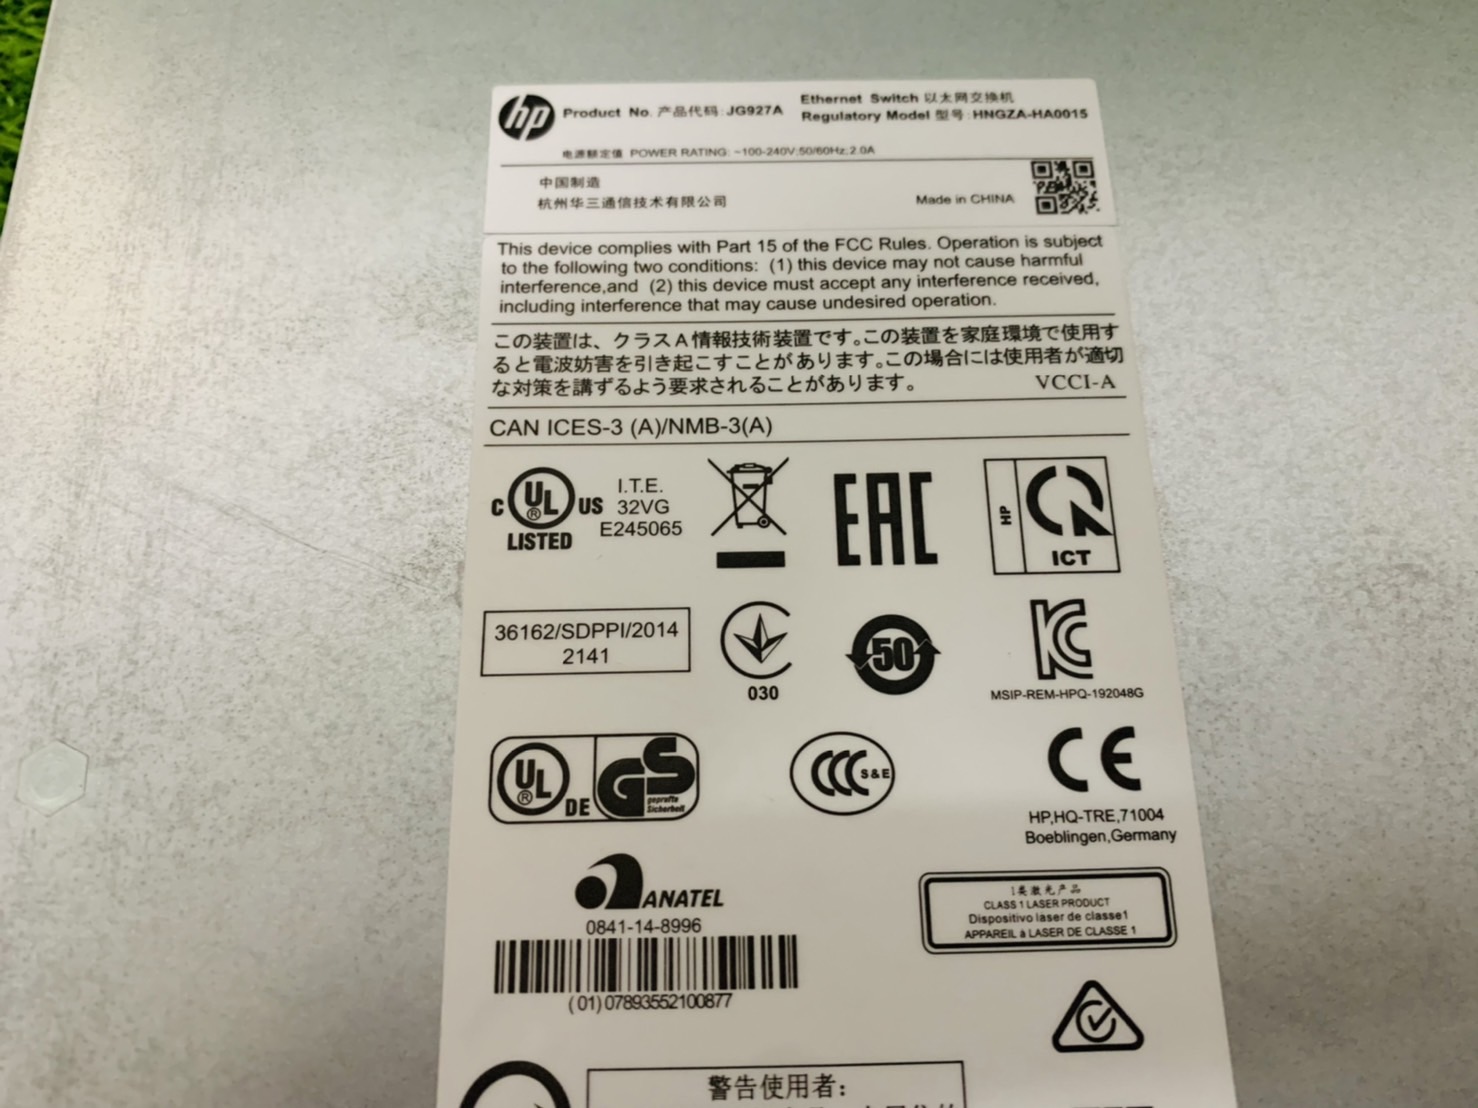 hp
Product No. 产品代码: JG927A
Ethernet Switch 以太网交换机
Regulatory Model 型号: HNGZA-HA0015
电源额定值 POWER RATING: ~100-240V;50/60Hz;2.0A
中国制造
杭州华三通信技术有限公司
Made in CHINA
This device complies with Part 15 of the FCC Rules. Operation is subject
to the following two conditions: (1) this device may not cause harmful
interference,and (2) this device must accept any interference received,
including interference that may cause undesired operation.
この装置は、クラスA情報技術装置です。この装置を家庭環境で使用す
ると電波妨害を引き起こすことがあります。この場合には使用者が適切
な対策を講ずるよう要求されることがあります。 VCCI-A
CAN ICES-3 (A)/NMB-3(A)
C UL ® US
LISTED
I.T.E.
32VG
E245065
EAC
HP
ICT
36162/SDPPI/2014
2141
030
50
MSIP-REM-HPQ-192048G
UL ® DE
GS
geprüfte
Sicherheit
CCC S&E
CE
HP,HQ-TRE,71004
Boeblingen,Germany
ANATEL
0841-14-8996
(01)07893552100877
1类激光产品
CLASS 1 LASER PRODUCT
Dispositivo laser de classe1
APPAREIL à LASER DE CLASSE 1
警告使用者: